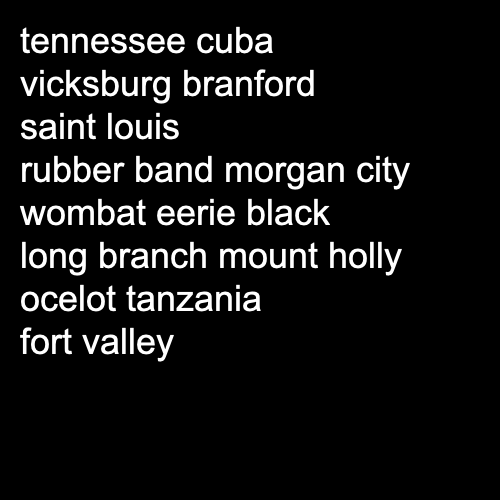 tennessee cuba
vicksburg branford
saint louis
rubber band morgan city
wombat eerie black
long branch mount holly
ocelot tanzania
fort valley